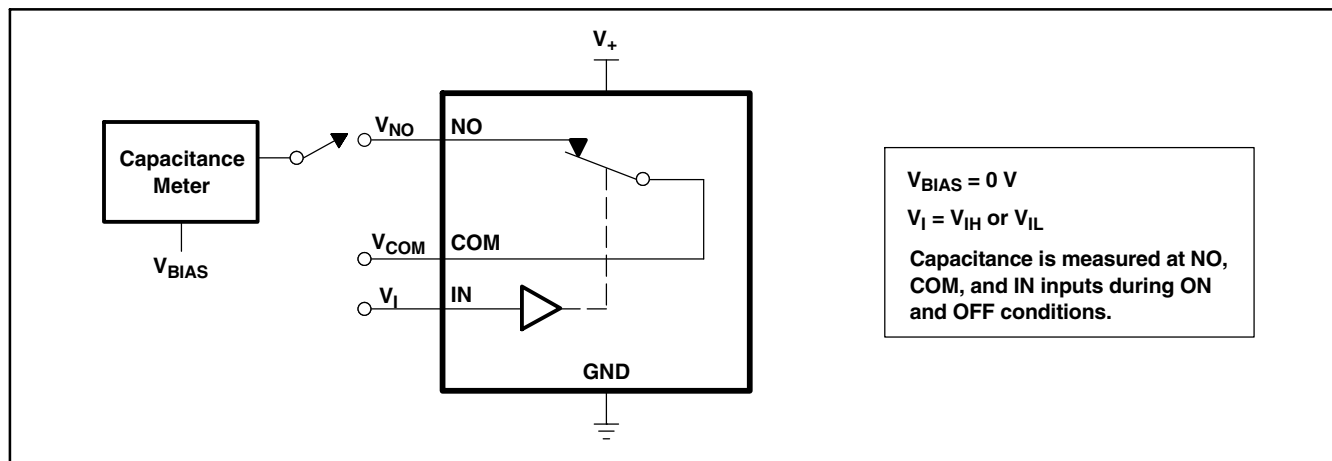 V+
Capacitance
Meter
VBIAS
VNO
NO
VCOM
COM
VI
IN
GND
VBIAS = 0 V
VI = VIH or VIL
Capacitance is measured at NO,
COM, and IN inputs during ON
and OFF conditions.